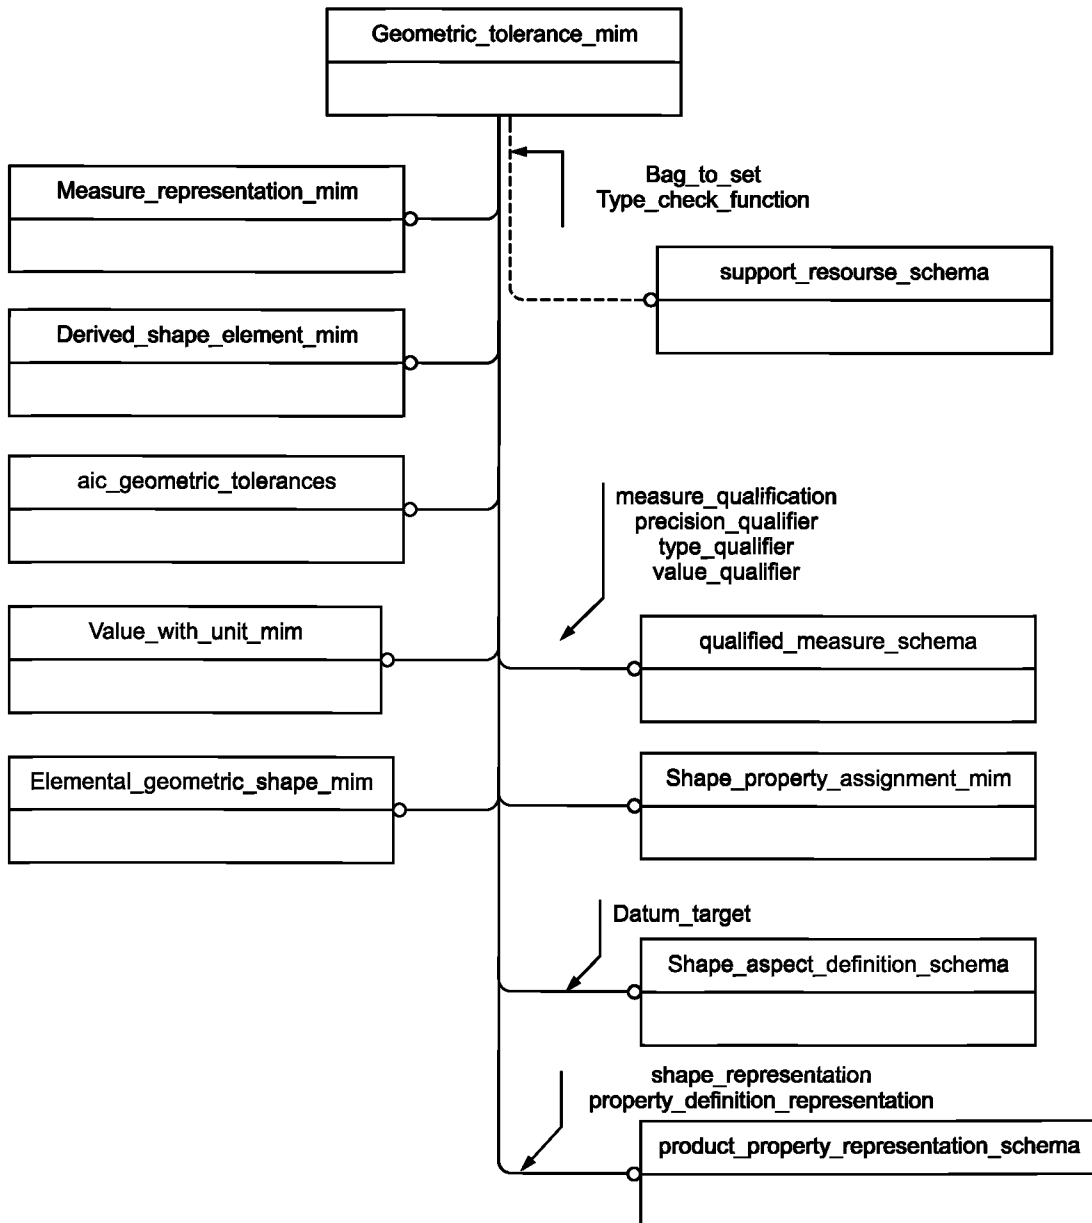 Geometric_tolerance_mim
Measure_representation_mim
Bag_to_set
Type_check_function
support_resourse_schema
Derived_shape_element_mim
aic_geometric_tolerances
measure_qualification
precision_qualifier
type_qualifier
value_qualifier
Value_with_unit_mim
qualified_measure_schema
Elemental_geometric_shape_mim
Shape_property_assignment_mim
Datum_target
Shape_aspect_definition_schema
shape_representation
property_definition_representation
product_property_representation_schema